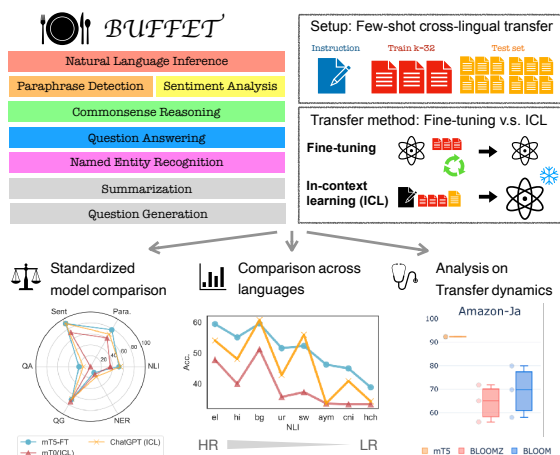 BUFFET
Natural Language Inference
Paraphrase Detection
Sentiment Analysis
Commonsense Reasoning
Question Answering
Named Entity Recognition
Summarization
Question Generation
Setup: Few-shot cross-lingual transfer
Instruction
Train k=32
Test set
Transfer method: Fine-tuning v.s. ICL
Fine-tuning
In-context
learning (ICL)
Standardized
model comparison
Sent
Para.
QA
NLI
QG
NER
20
40
60
80
100
mT5-FT
ChatGPT (ICL)
mT0(ICL)
Comparison across
languages
Acc.
60
50
40
el
hi
bg
ur
sw
aym
cni
hch
NLI
HR
LR
Analysis on
Transfer dynamics
Amazon-Ja
100
90
80
70
60
mT5
BLOOMZ
BLOOM